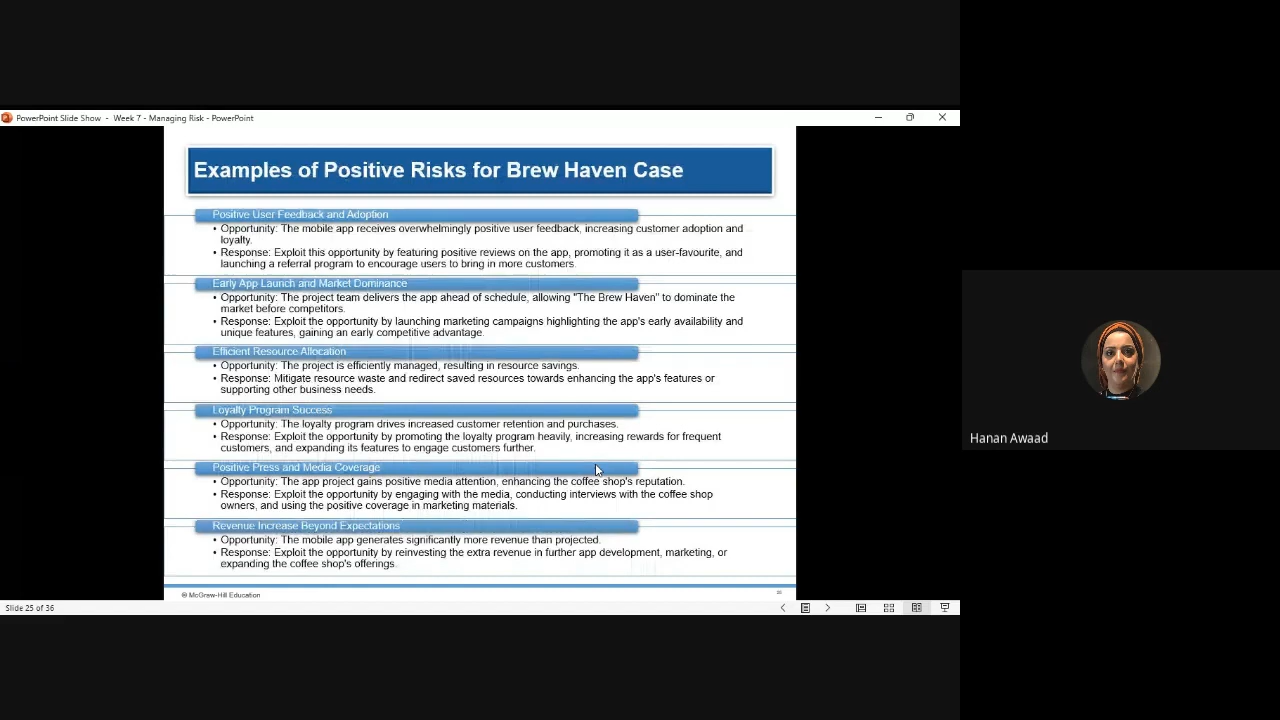 PowerPoint Slide Show - Week 7 - Managing Risk - PowerPoint
Examples of Positive Risks for Brew Haven Case
Positive User Feedback and Adoption
• Opportunity: The mobile app receives overwhelmingly positive user feedback, increasing customer adoption and
loyalty.
• Response: Exploit this opportunity by featuring positive reviews on the app, promoting it as a user-favourite, and
launching a referral program to encourage users to bring in more customers.
Early App Launch and Market Dominance
• Opportunity: The project team delivers the app ahead of schedule, allowing "The Brew Haven" to dominate the
market before competitors.
• Response: Exploit the opportunity by launching marketing campaigns highlighting the app's early availability and
unique features, gaining an early competitive advantage.
Efficient Resource Allocation
• Opportunity: The project is efficiently managed, resulting in resource savings.
• Response: Mitigate resource waste and redirect saved resources towards enhancing the app's features or
supporting other business needs.
Loyalty Program Success
• Opportunity: The loyalty program drives increased customer retention and purchases.
• Response: Exploit the opportunity by promoting the loyalty program heavily, increasing rewards for frequent
customers, and expanding its features to engage customers further.
Positive Press and Media Coverage
• Opportunity: The app project gains positive media attention, enhancing the coffee shop's reputation.
• Response: Exploit the opportunity by engaging with the media, conducting interviews with the coffee shop
owners, and using the positive coverage in marketing materials.
Revenue Increase Beyond Expectations
• Opportunity: The mobile app generates significantly more revenue than projected.
• Response: Exploit the opportunity by reinvesting the extra revenue in further app development, marketing, or
expanding the coffee shop's offerings.
© McGraw-Hill Education
Slide 25 of 36
Hanan Awaad